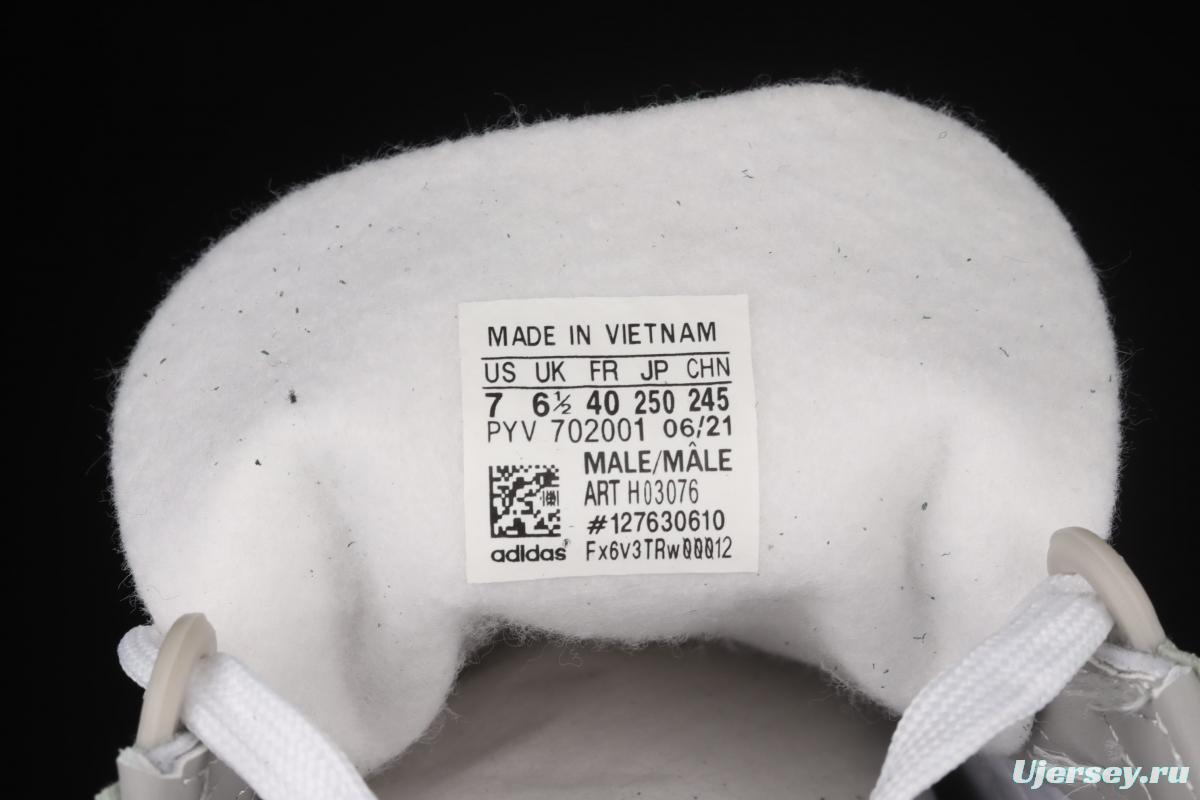 MADE IN VIETNAM
US UK FR JP CHN
7 6½ 40 250 245
PYV 702001 06/21
MALE/MÂLE
ART H03076
#127630610
adidas® Fx6v3TRw00012
Ujersey.ru